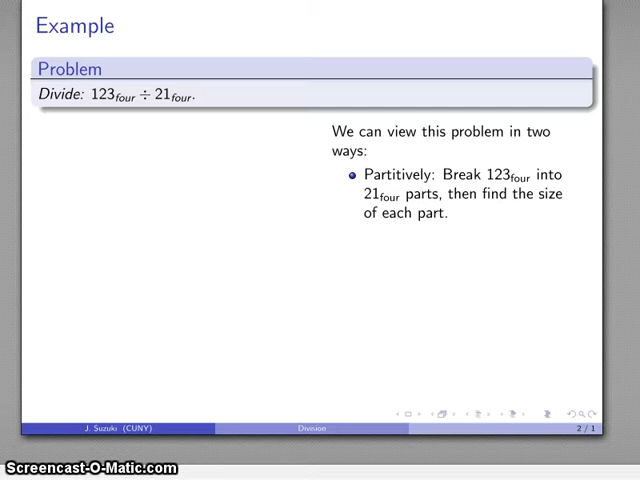 Example
Problem
Divide: 123four ÷ 21four.
We can view this problem in two
ways:
Partitively: Break 123four into
21four parts, then find the size
of each part.
J. Suzuki (CUNY)
Division
2 / 1
Screencast-O-Matic.com